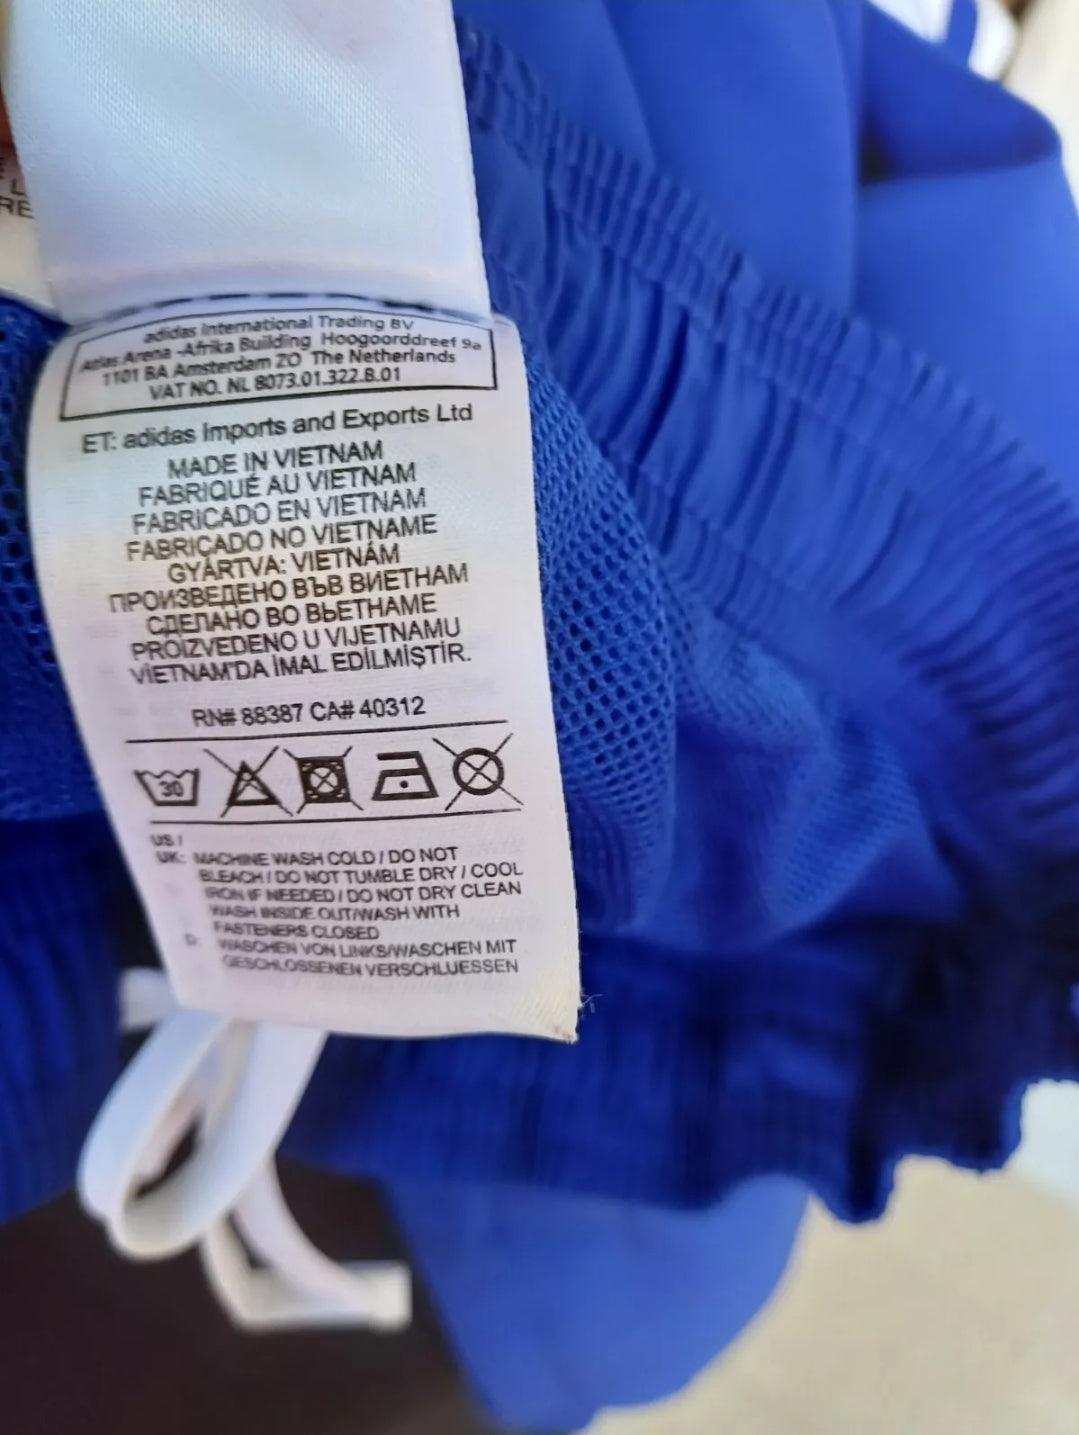 adidas International Trading BV
Atlas Arena -Afrika Building Hoogoorddreef 9a
1101 BA Amsterdam ZO The Netherlands
VAT NO. NL 8073.01.322.B.01
ET: adidas Imports and Exports Ltd
MADE IN VIETNAM
FABRIQUÉ AU VIETNAM
FABRICADO EN VIETNAM
FABRICADO NO VIETNAME
GYÁRTVA: VIETNÁM
ПРОИЗВЕДЕНО ВЪВ ВИЕТНАМ
СДЕЛАНО ВО ВЬЕТНАМЕ
PROIZVEDENO U VIJETNAMU
VİETNAM'DA İMAL EDİLMİŞTİR.
RN# 88387 CA# 40312
30
US /
UK: MACHINE WASH COLD / DO NOT
BLEACH / DO NOT TUMBLE DRY / COOL
IRON IF NEEDED / DO NOT DRY CLEAN
WASH INSIDE OUT/WASH WITH
FASTENERS CLOSED
D: WASCHEN VON LINKS/WASCHEN MIT
GESCHLOSSENEN VERSCHLUESSEN